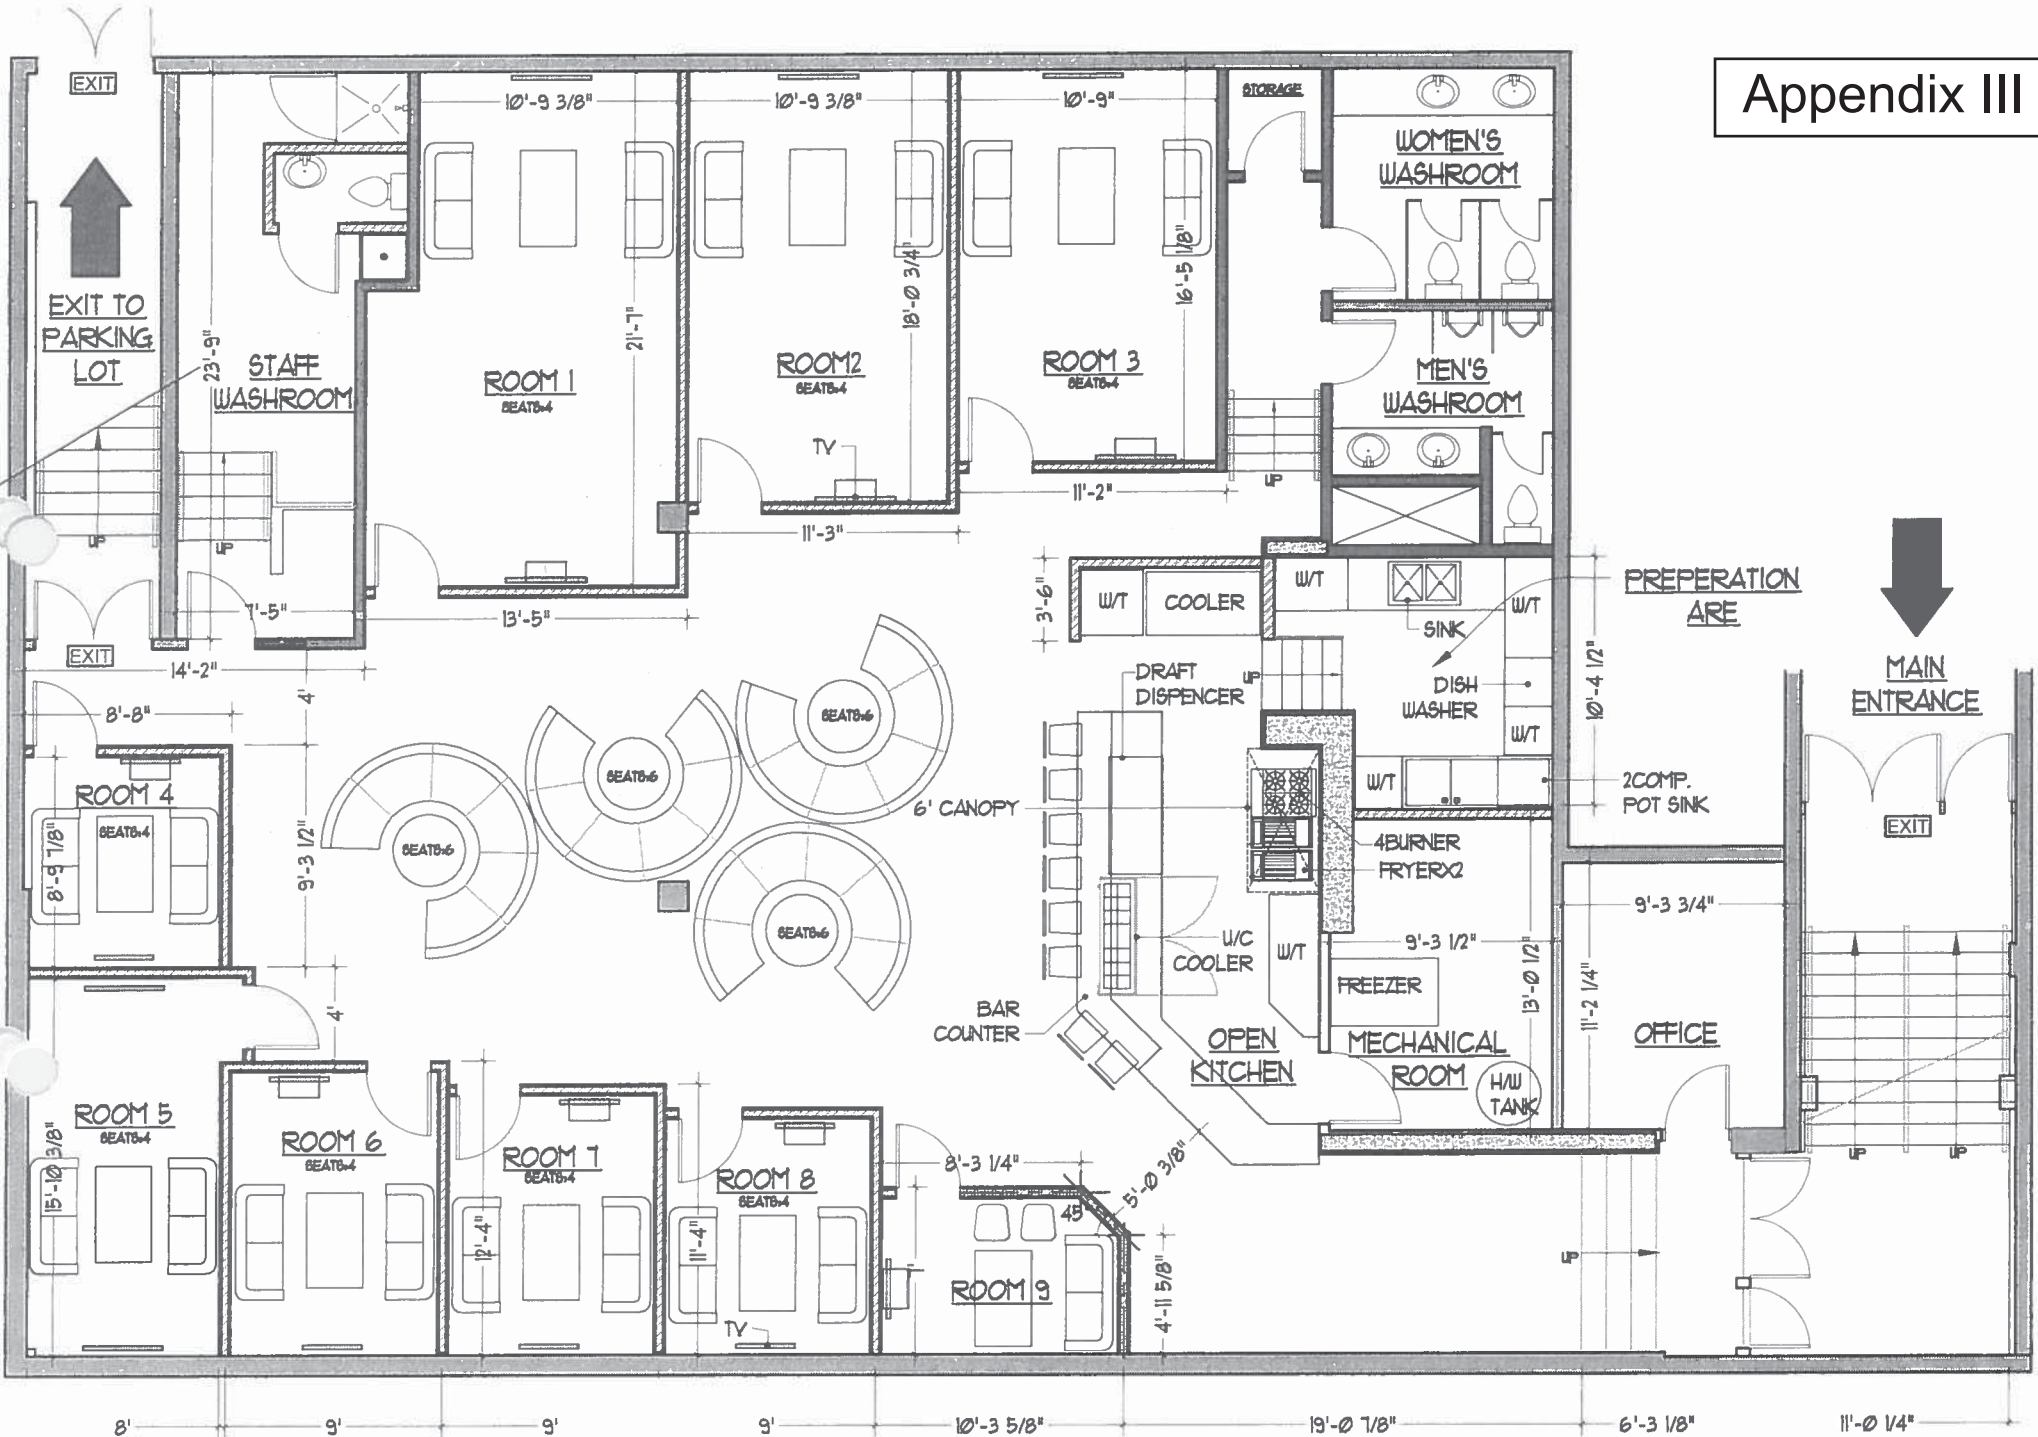 Appendix III
EXIT
10'-9 3/8"
10'-9 3/8"
10'-9"
STORAGE
WOMEN'S
WASHROOM
EXIT TO
PARKING
LOT
23'-9"
STAFF
WASHROOM
21'-7"
ROOM 1
SEATS:4
18'-0 3/4"
ROOM2
SEATS:4
16'-5 1/8"
ROOM 3
SEATS:4
MEN'S
WASHROOM
TV
UP
UP
UP
11'-2"
11'-3"
7'-5"
13'-5"
EXIT
14'-2"
8'-8"
4'
3'-6"
W/T
COOLER
W/T
SINK
W/T
PREPERATION
ARE
10'-4 1/2"
DRAFT
DISPENCER
UP
DISH
WASHER
W/T
W/T
2COMP.
POT SINK
MAIN
ENTRANCE
EXIT
SEATS:6
SEATS:6
SEATS:6
SEATS:6
6' CANOPY
4BURNER
FRYERX2
ROOM 4
SEATS:4
8'-9 7/8"
9'-3 1/2"
4'
U/C
COOLER
W/T
9'-3 1/2"
FREEZER
13'-0 1/2"
9'-3 3/4"
11'-2 1/4"
OFFICE
BAR
COUNTER
OPEN
KITCHEN
MECHANICAL
ROOM
H/W
TANK
ROOM 5
SEATS:4
15'-10 3/8"
ROOM 6
SEATS:4
ROOM 7
SEATS:4
12'-4"
ROOM 8
SEATS:4
11'-4"
TV
8'-3 1/4"
45°
5'-0 3/8"
ROOM 9
4'-11 5/8"
UP
UP
UP
8'
9'
9'
9'
10'-3 5/8"
19'-0 7/8"
6'-3 1/8"
11'-0 1/4"